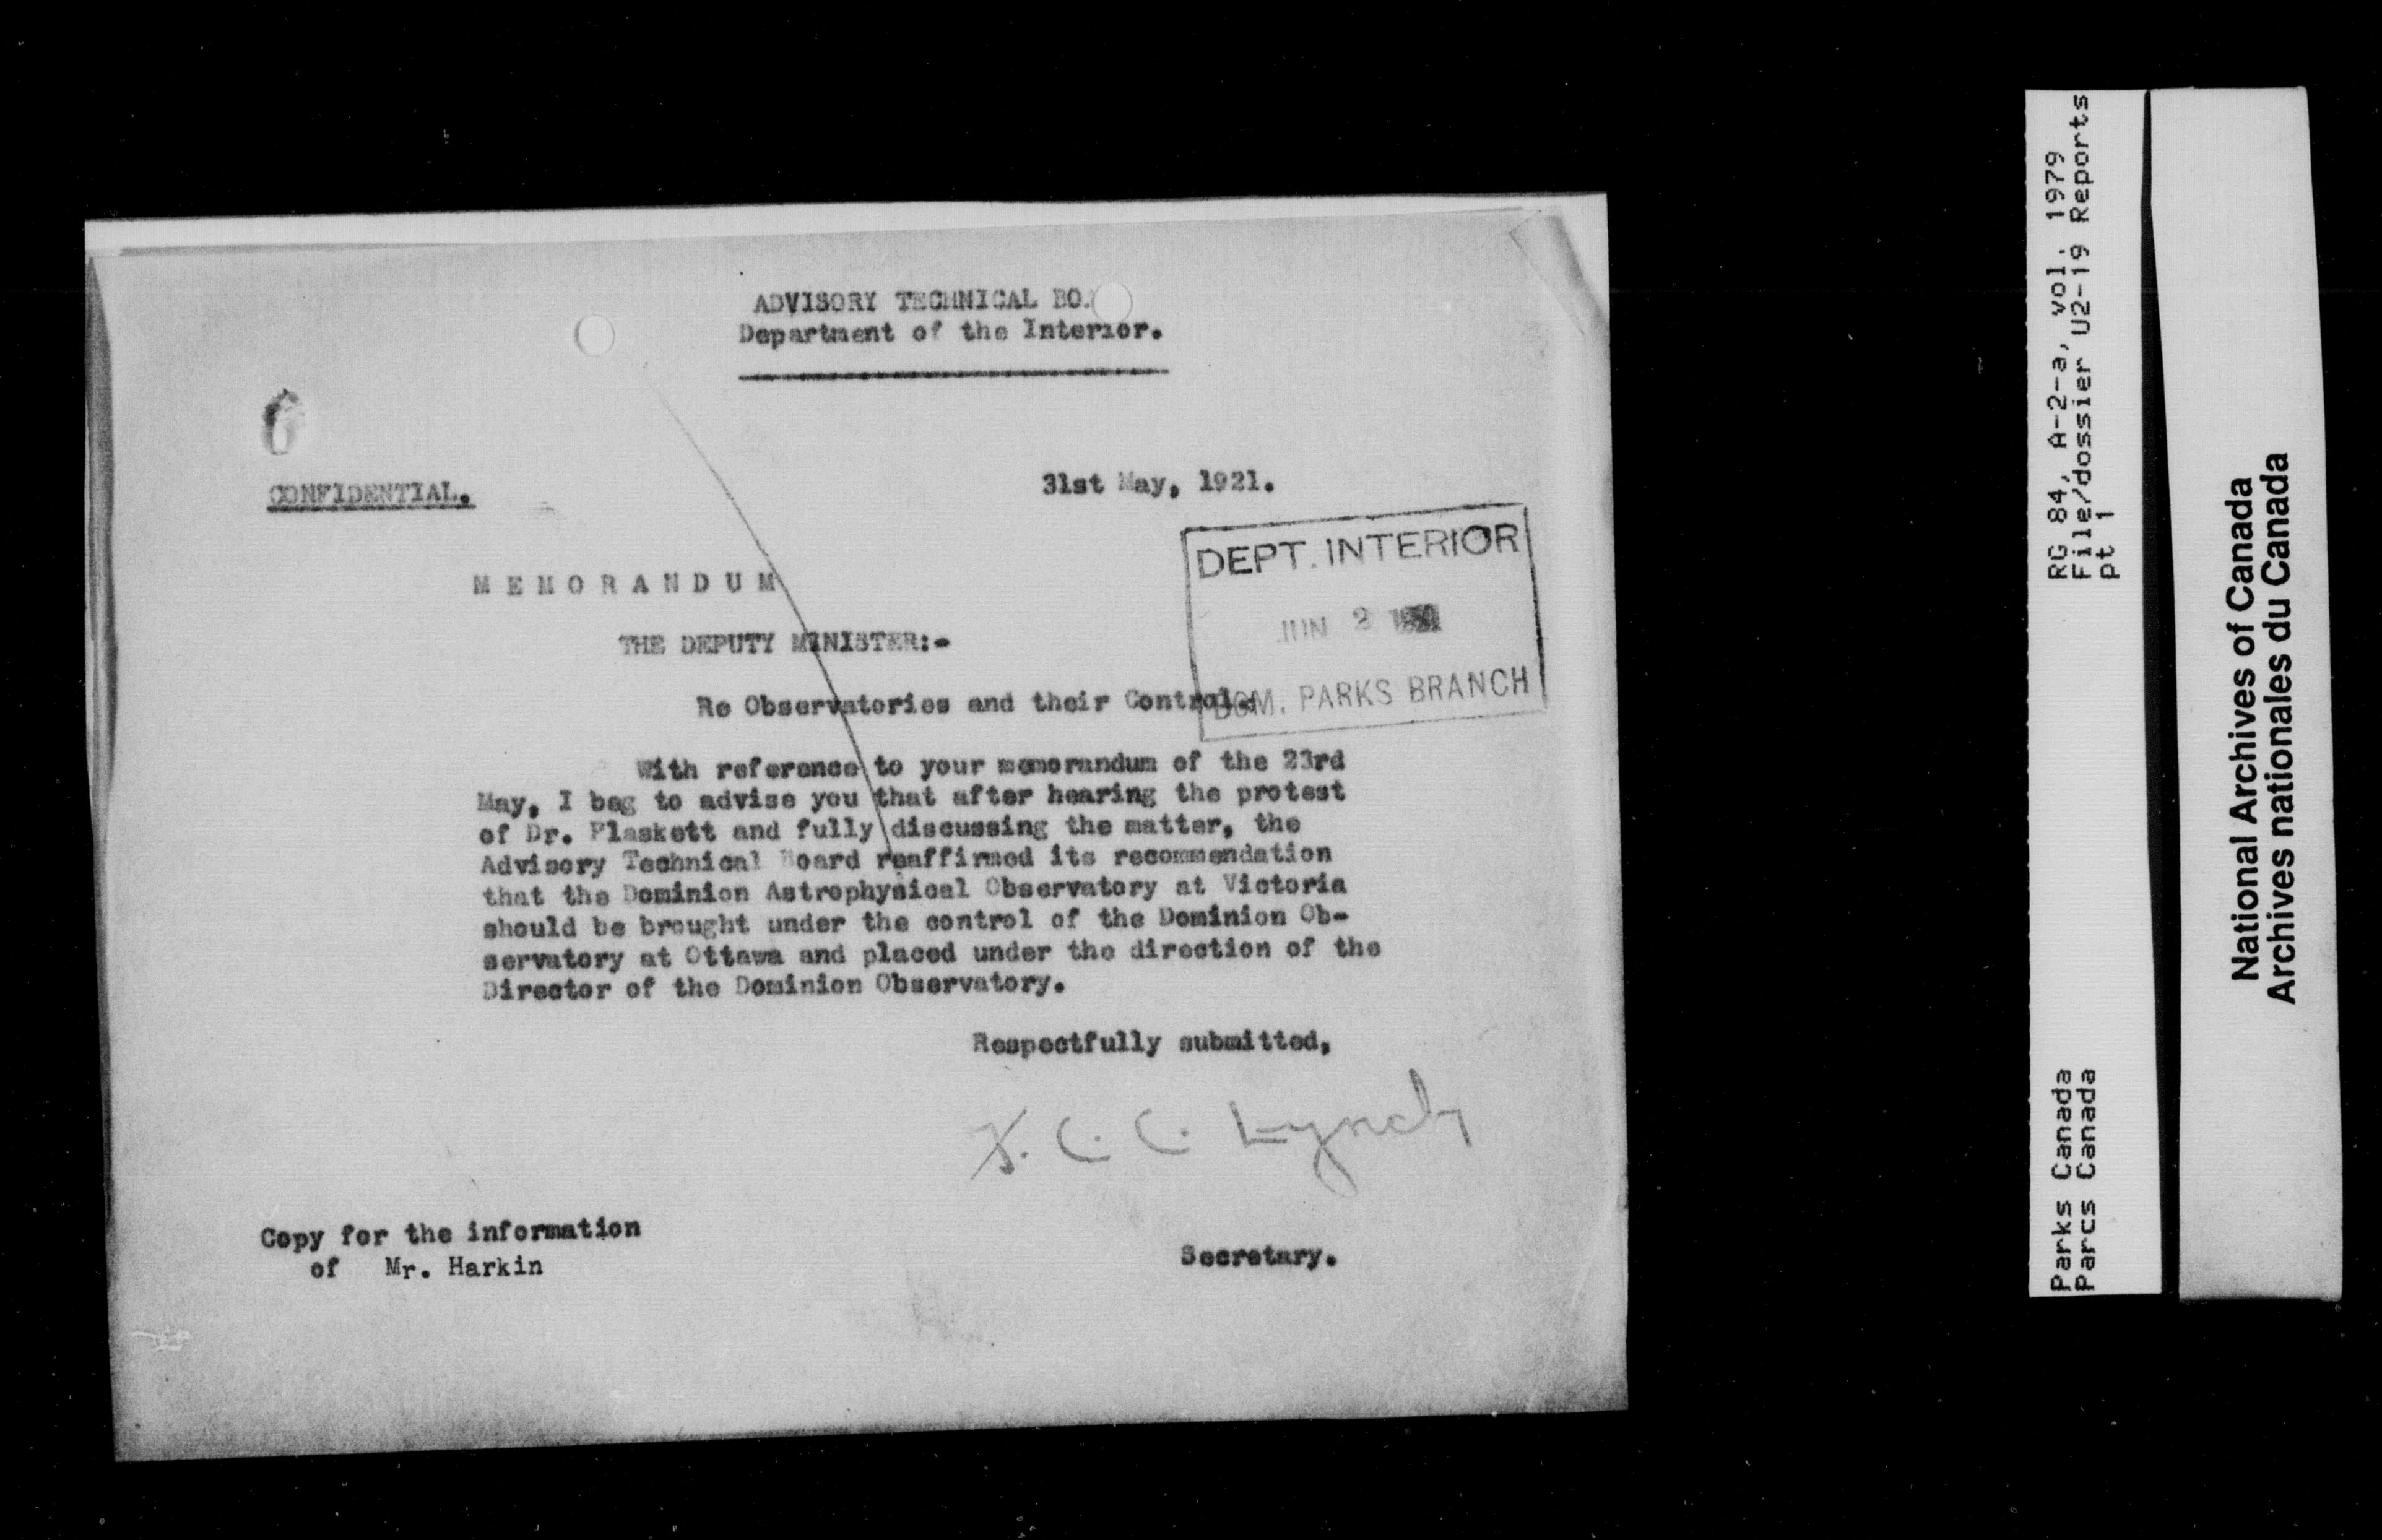 ADVISORY TECHNICAL BO
Department of the Interior.
CONFIDENTIAL.
31st May, 1921.
DEPT. INTERIOR
JUN 2
DOM. PARKS BRANCH
MEMORANDUM
THE DEPUTY MINISTER:-
Re Observatories and their Control.
With reference to your memorandum of the 23rd
May, I beg to advise you that after hearing the protest
of Dr. Plaskett and fully discussing the matter, the
Advisory Technical Board reaffirmed its recommendation
that the Dominion Astrophysical Observatory at Victoria
should be brought under the control of the Dominion Ob-
servatory at Ottawa and placed under the direction of the
Director of the Dominion Observatory.
Respectfully submitted,
F. C. C. Lynch
Secretary.
Copy for the information
of Mr. Harkin
RG 84, A-2-a, vol. 1979
File/dossier U2-19 Reports
pt 1
Parks Canada
Parcs Canada
National Archives of Canada
Archives nationales du Canada